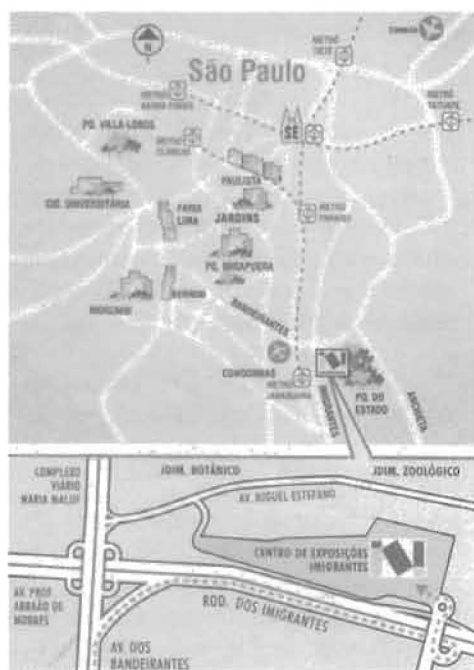 N
São Paulo
METRÔ
TIETÊ
METRÔ
BARRA FUNDA
METRÔ
TATUAPÉ
PQ. VILLA-LOBOS
METRÔ
CLÍNICAS
SÉ
PAULISTA
CID. UNIVERSITÁRIA
FARIA
LIMA
JARDINS
METRÔ
PARAÍSO
PQ. IBIRAPUERA
MORUMBI
BERRINI
BANDEIRANTES
CONGONHAS
METRÔ
JABAQUARA
IMIGRANTES
PQ. DO
ESTADO
ANCHIETA
COMPLEXO
VIÁRIO
MARIA MALUF
JDIM. BOTÂNICO
JDIM. ZOOLÓGICO
AV. MIGUEL ESTEFANO
CENTRO DE EXPOSIÇÕES
IMIGRANTES
AV. PROF.
ABRAÃO DE
MORAES
ROD. DOS IMIGRANTES
AV. DOS
BANDEIRANTES